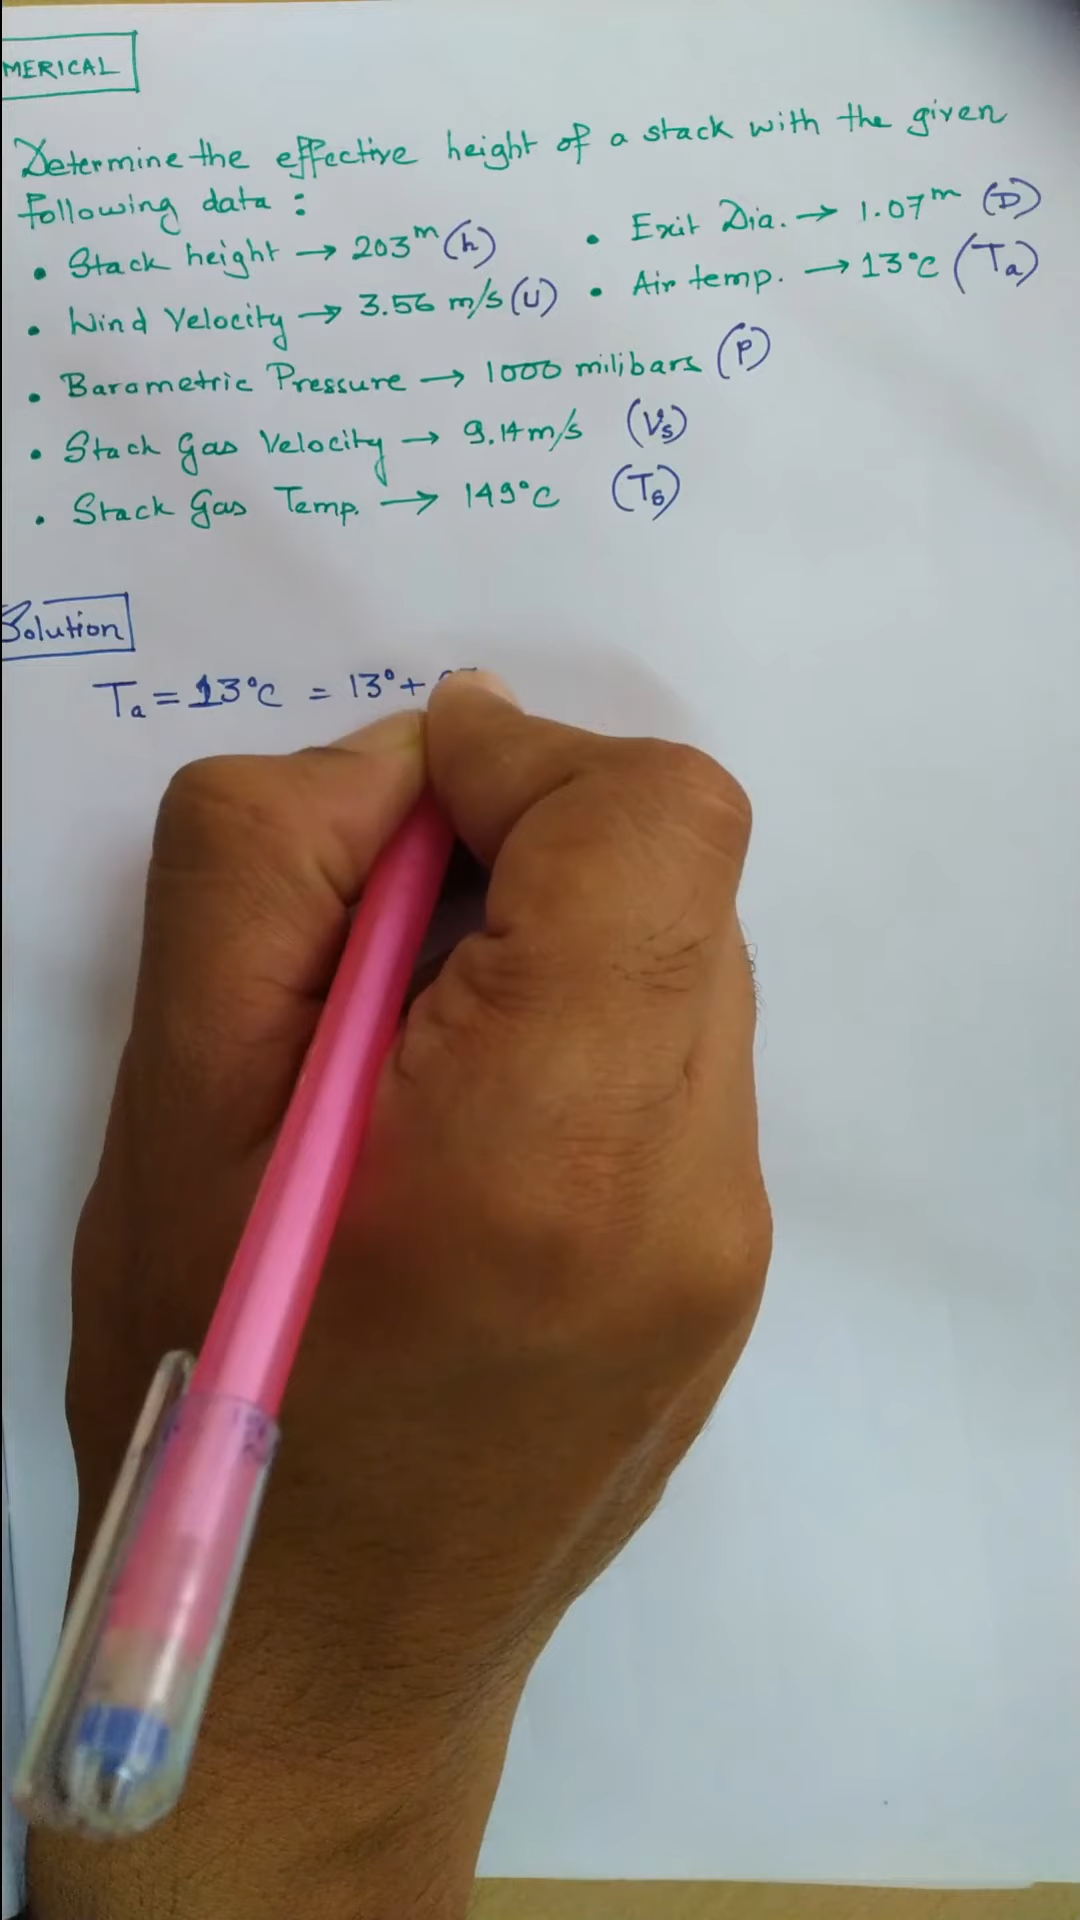 MERICAL
Determine the effective height of a stack with the given
following data :
• Stack height → 203m (h)
• Exit Dia. → 1.07m (D)
• Wind Velocity → 3.56 m/s (U)
• Air temp. → 13°C (Ta)
• Barometric Pressure → 1000 milibars (P)
• Stack Gas Velocity → 9.14m/s (Vs)
• Stack Gas Temp. → 149°C (Ts)
Solution
Ta = 13°C = 13° +